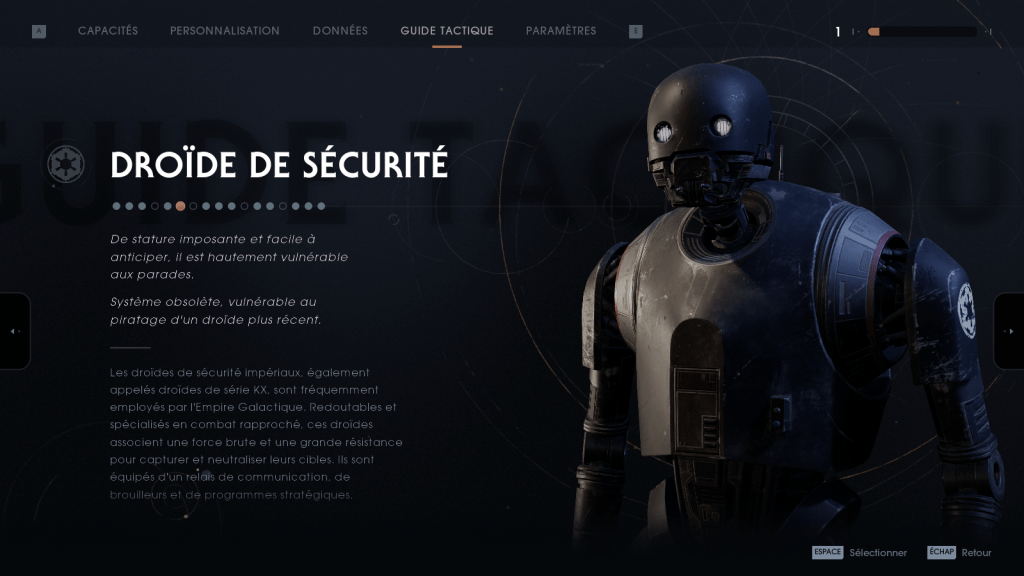 A CAPACITÉS PERSONNALISATION DONNÉES GUIDE TACTIQUE PARAMÈTRES E 1
GUIDE TACTIQU
DROÏDE DE SÉCURITÉ
De stature imposante et facile à
anticiper, il est hautement vulnérable
aux parades.
Système obsolète, vulnérable au
piratage d'un droïde plus récent.
Les droïdes de sécurité impériaux, également
appelés droïdes de série KX, sont fréquemment
employés par l'Empire Galactique. Redoutables et
spécialisés en combat rapproché, ces droïdes
associent une force brute et une grande résistance
pour capturer et neutraliser leurs cibles. Ils sont
équipés d'un relais de communication, de
brouilleurs et de programmes stratégiques.
ESPACE Sélectionner ÉCHAP Retour